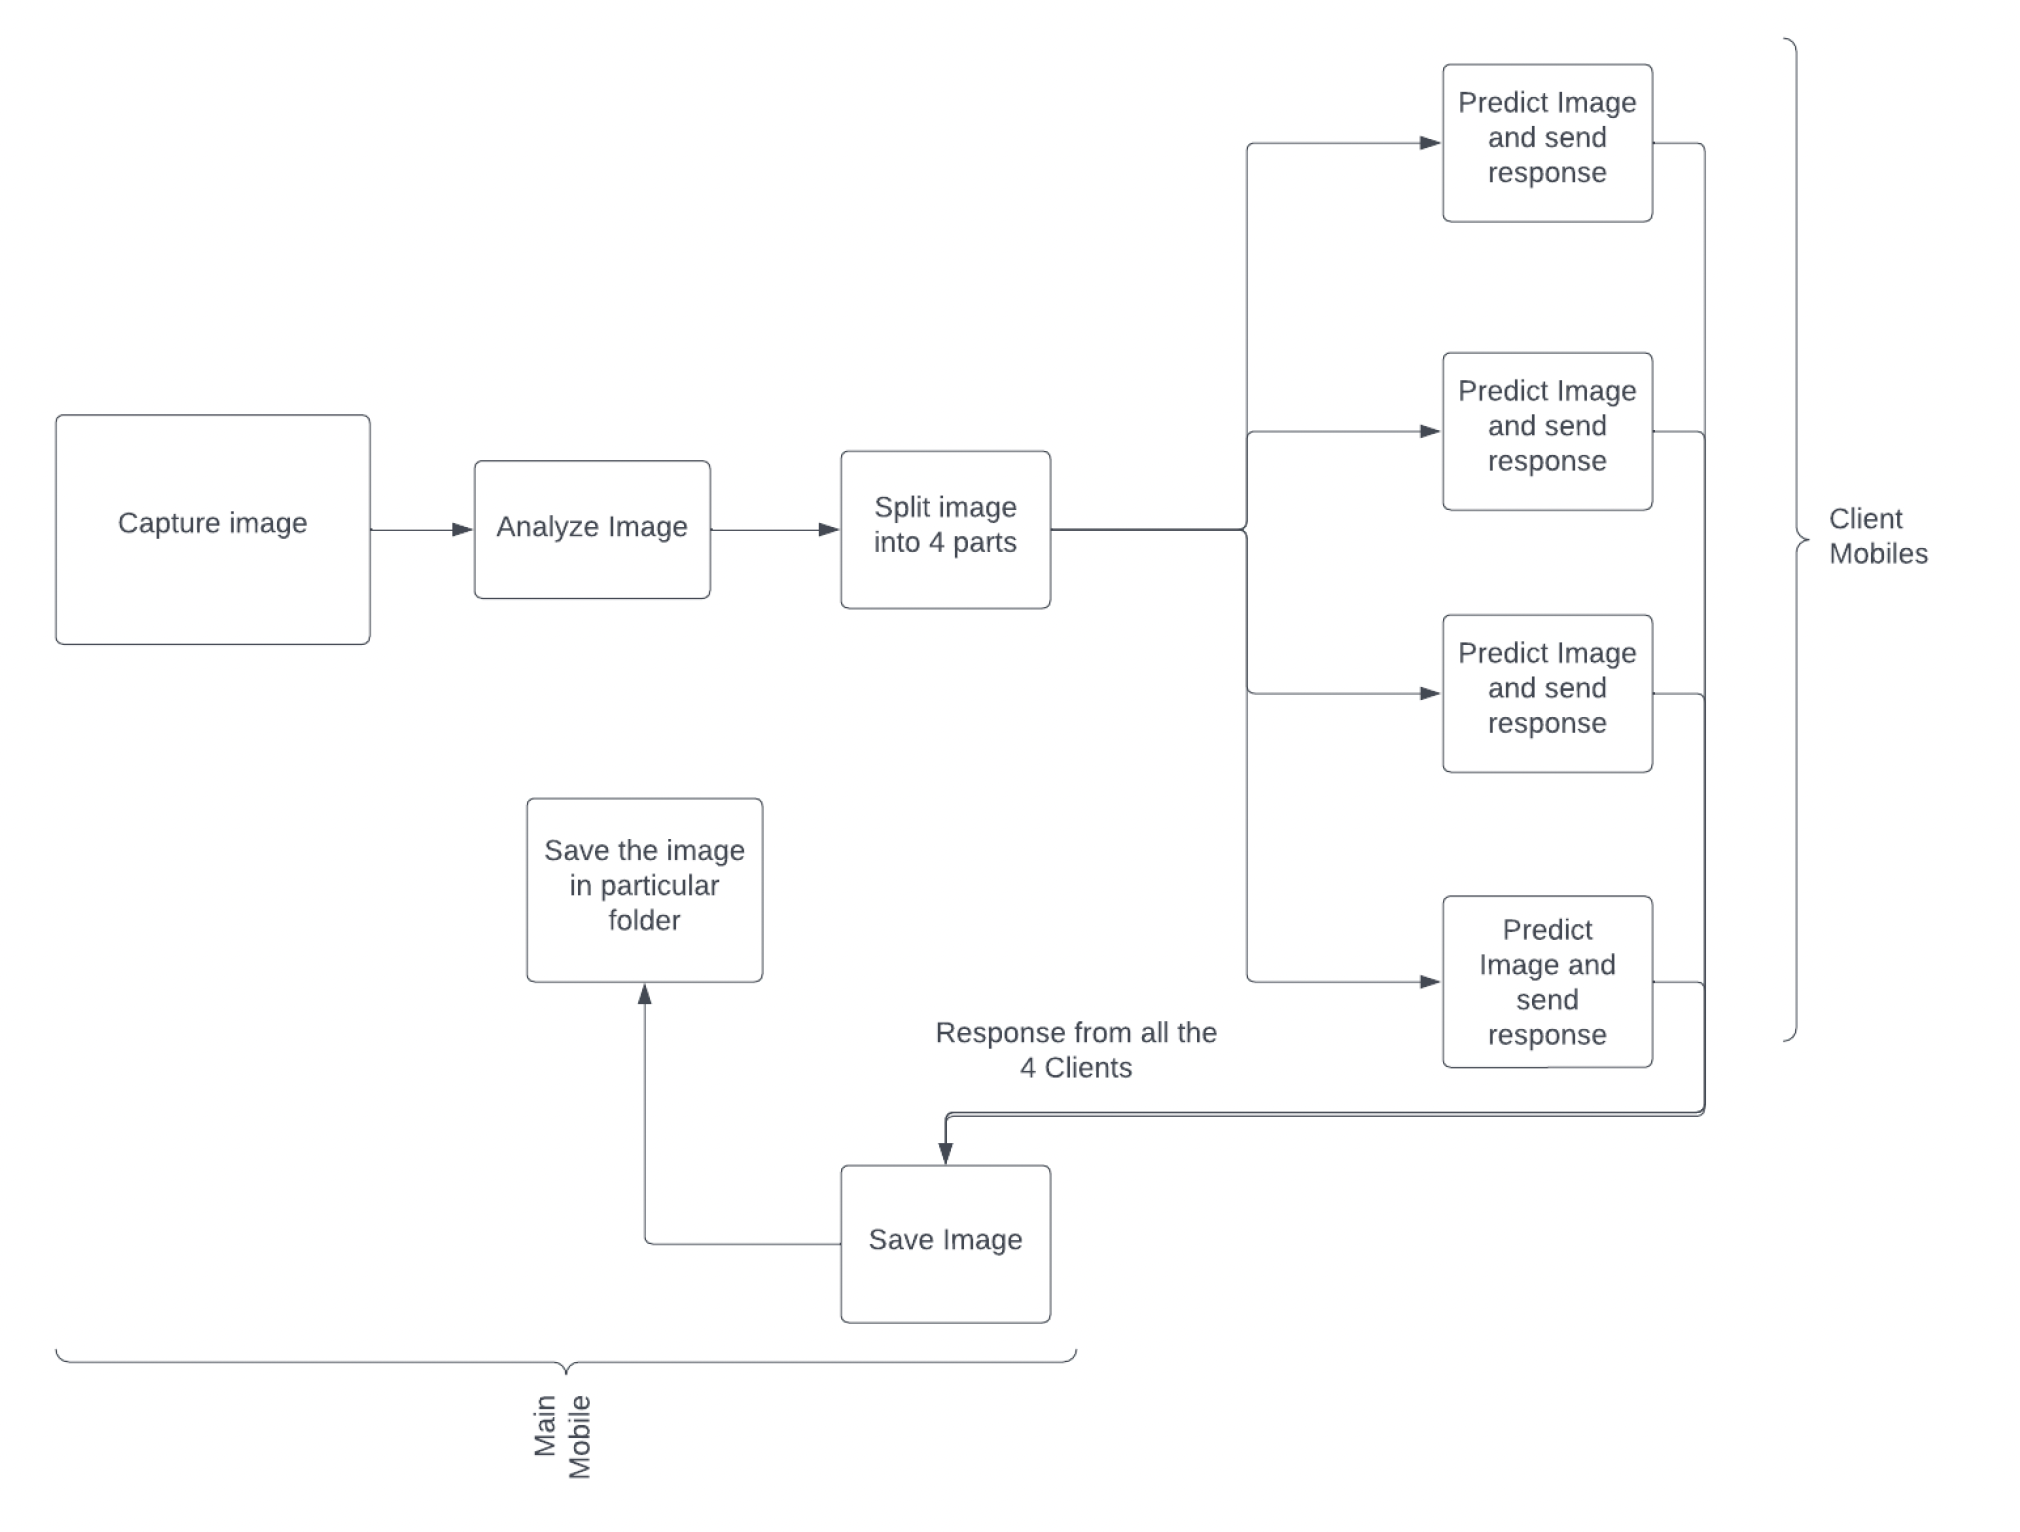 Predict Image
and send
response
Predict Image
and send
response
Capture image
Analyze Image
Split image
into 4 parts
Client
Mobiles
Predict Image
and send
response
Save the image
in particular
folder
Predict
Image and
send
response
Response from all the
4 Clients
Save Image
Main
Mobile